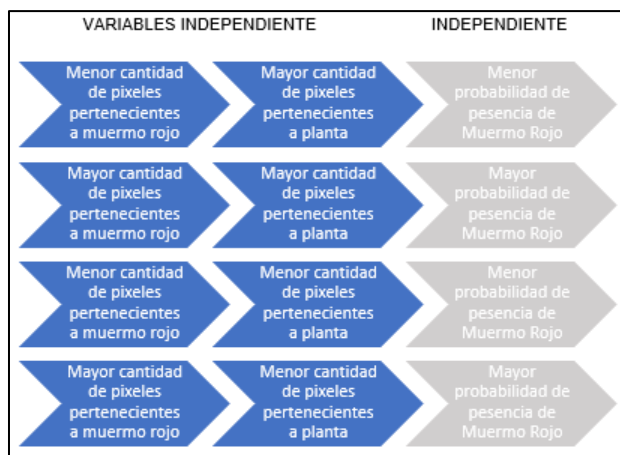 VARIABLES INDEPENDIENTE INDEPENDIENTE
Menor cantidad
de pixeles
pertenecientes
a muermo rojo
Mayor cantidad
de pixeles
pertenecientes
a planta
Menor
probabilidad de
pesencia de
Muermo Rojo
Mayor cantidad
de pixeles
pertenecientes
a muermo rojo
Mayor cantidad
de pixeles
pertenecientes
a planta
Mayor
probabilidad de
pesencia de
Muermo Rojo
Menor cantidad
de pixeles
pertenecientes
a muermo rojo
Menor cantidad
de pixeles
pertenecientes
a planta
Menor
probabilidad de
pesencia de
Muermo Rojo
Mayor cantidad
de pixeles
pertenecientes
a muermo rojo
Menor cantidad
de pixeles
pertenecientes
a planta
Mayor
probabilidad de
pesencia de
Muermo Rojo